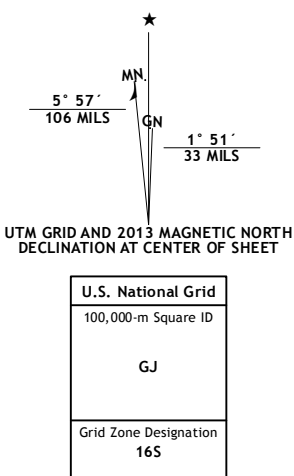 ★
MN.
5° 57´
106 MILS
GN
1° 51´
33 MILS
UTM GRID AND 2013 MAGNETIC NORTH
DECLINATION AT CENTER OF SHEET
U.S. National Grid
100,000-m Square ID
GJ
Grid Zone Designation
16S